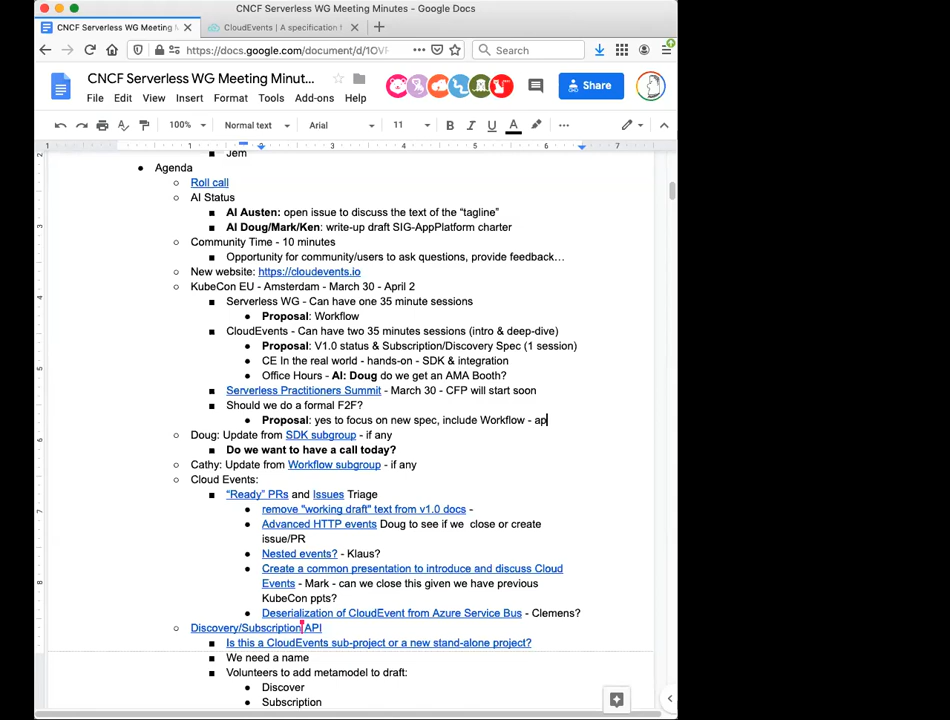 CNCF Serverless WG Meeting Minutes - Google Docs
CNCF Serverless WG Meeting
CloudEvents | A specification f
https://docs.google.com/document/d/1OVF
Search
CNCF Serverless WG Meeting Minut...
File Edit View Insert Format Tools Add-ons Help
Share
100% Normal text Arial 11
1 1 2 3 4 5 6 7
Jem
Agenda
Roll call
AI Status
AI Austen: open issue to discuss the text of the “tagline”
AI Doug/Mark/Ken: write-up draft SIG-AppPlatform charter
Community Time - 10 minutes
Opportunity for community/users to ask questions, provide feedback…
New website: https://cloudevents.io
KubeCon EU - Amsterdam - March 30 - April 2
Serverless WG - Can have one 35 minute sessions
Proposal: Workflow
CloudEvents - Can have two 35 minutes sessions (intro & deep-dive)
Proposal: V1.0 status & Subscription/Discovery Spec (1 session)
CE In the real world - hands-on - SDK & integration
Office Hours - AI: Doug do we get an AMA Booth?
Serverless Practitioners Summit - March 30 - CFP will start soon
Should we do a formal F2F?
Proposal: yes to focus on new spec, include Workflow - ap
Doug: Update from SDK subgroup - if any
Do we want to have a call today?
Cathy: Update from Workflow subgroup - if any
Cloud Events:
“Ready” PRs and Issues Triage
remove "working draft" text from v1.0 docs -
Advanced HTTP events Doug to see if we close or create
issue/PR
Nested events? - Klaus?
Create a common presentation to introduce and discuss Cloud
Events - Mark - can we close this given we have previous
KubeCon ppts?
Deserialization of CloudEvent from Azure Service Bus - Clemens?
Discovery/Subscription API
Is this a CloudEvents sub-project or a new stand-alone project?
We need a name
Volunteers to add metamodel to draft:
Discover
Subscription